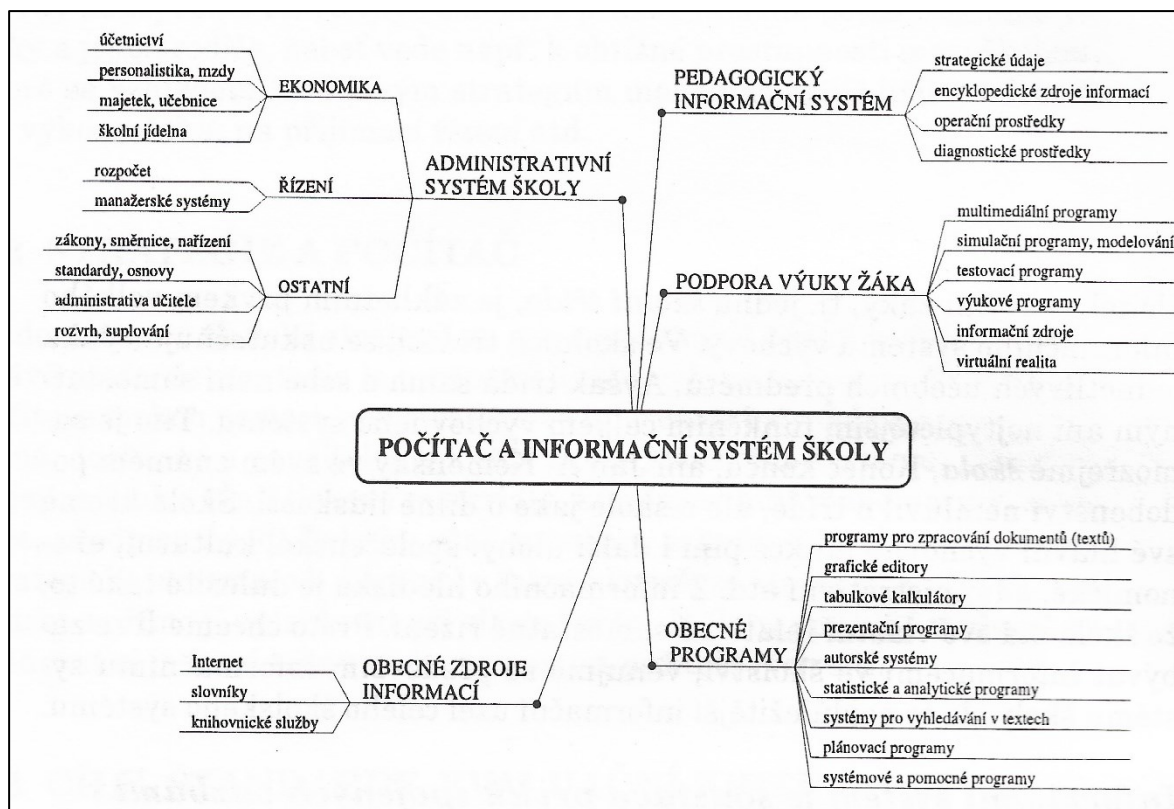 účetnictví
personalistika, mzdy
majetek, učebnice
školní jídelna
EKONOMIKA
rozpočet
manažerské systémy
ŘÍZENÍ
zákony, směrnice, nařízení
standardy, osnovy
administrativa učitele
rozvrh, suplování
OSTATNÍ
ADMINISTRATIVNÍ
SYSTÉM ŠKOLY
PEDAGOGICKÝ
INFORMAČNÍ SYSTÉM
strategické údaje
encyklopedické zdroje informací
operační prostředky
diagnostické prostředky
PODPORA VÝUKY ŽÁKA
multimediální programy
simulační programy, modelování
testovací programy
výukové programy
informační zdroje
virtuální realita
POČÍTAČ A INFORMAČNÍ SYSTÉM ŠKOLY
Internet
slovníky
knihovnické služby
OBECNÉ ZDROJE
INFORMACÍ
OBECNÉ
PROGRAMY
programy pro zpracování dokumentů (textů)
grafické editory
tabulkové kalkulátory
prezentační programy
autorské systémy
statistické a analytické programy
systémy pro vyhledávání v textech
plánovací programy
systémové a pomocné programy